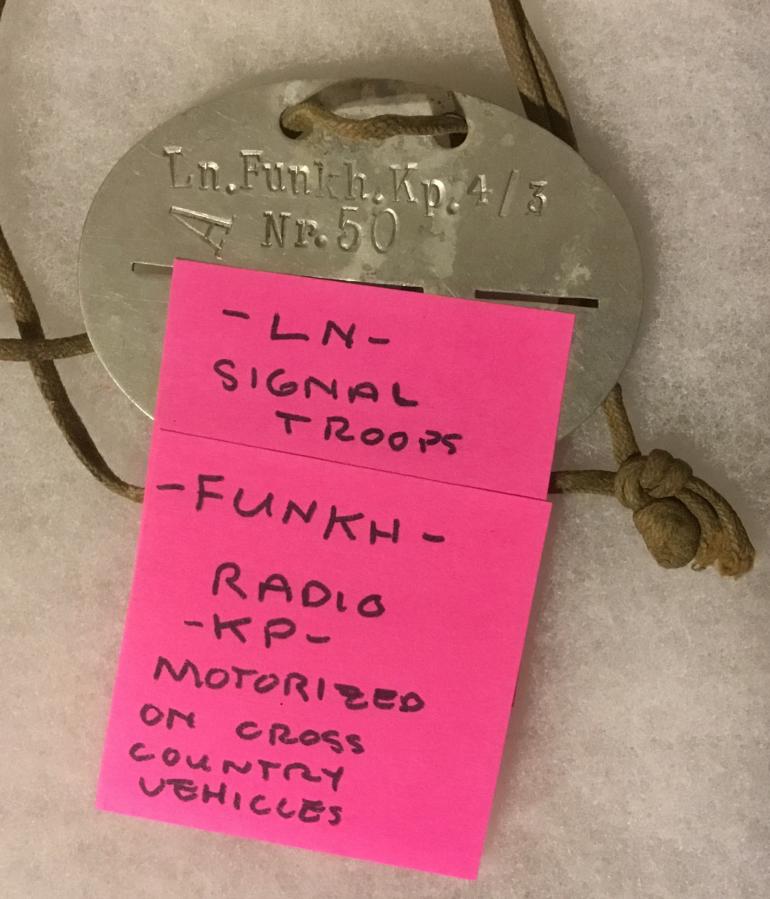 Ln.Funkh.Kp.4/3
A Nr.50
- LN -
SIGNAL
TROOPS
- FUNKH -
RADIO
- KP -
MOTORIZED
ON CROSS
COUNTRY
VEHICLES